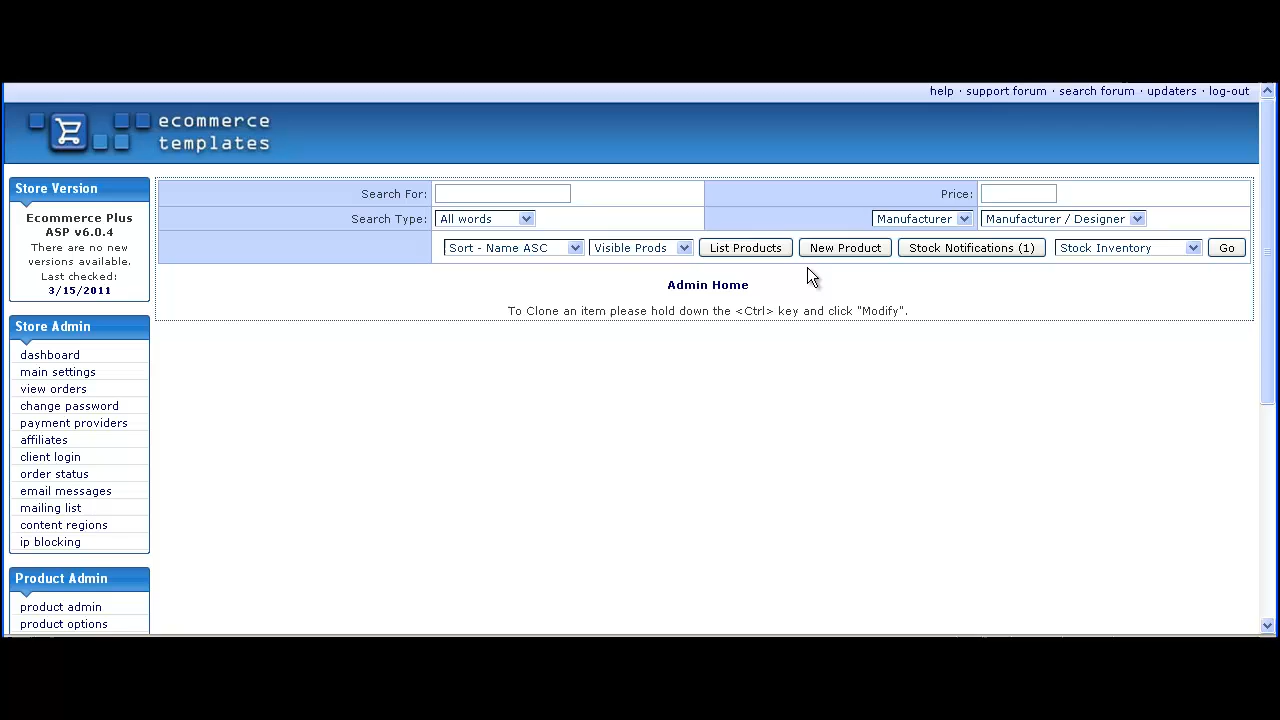 help · support forum · search forum · updaters · log-out
ecommerce
templates
Store Version
Ecommerce Plus
ASP v6.0.4
There are no new
versions available.
Last checked:
3/15/2011
Search For:
Price:
Search Type: All words
Manufacturer Manufacturer / Designer
Sort - Name ASC Visible Prods List Products New Product Stock Notifications (1) Stock Inventory Go
Admin Home
To Clone an item please hold down the <Ctrl> key and click "Modify".
Store Admin
dashboard
main settings
view orders
change password
payment providers
affiliates
client login
order status
email messages
mailing list
content regions
ip blocking
Product Admin
product admin
product options